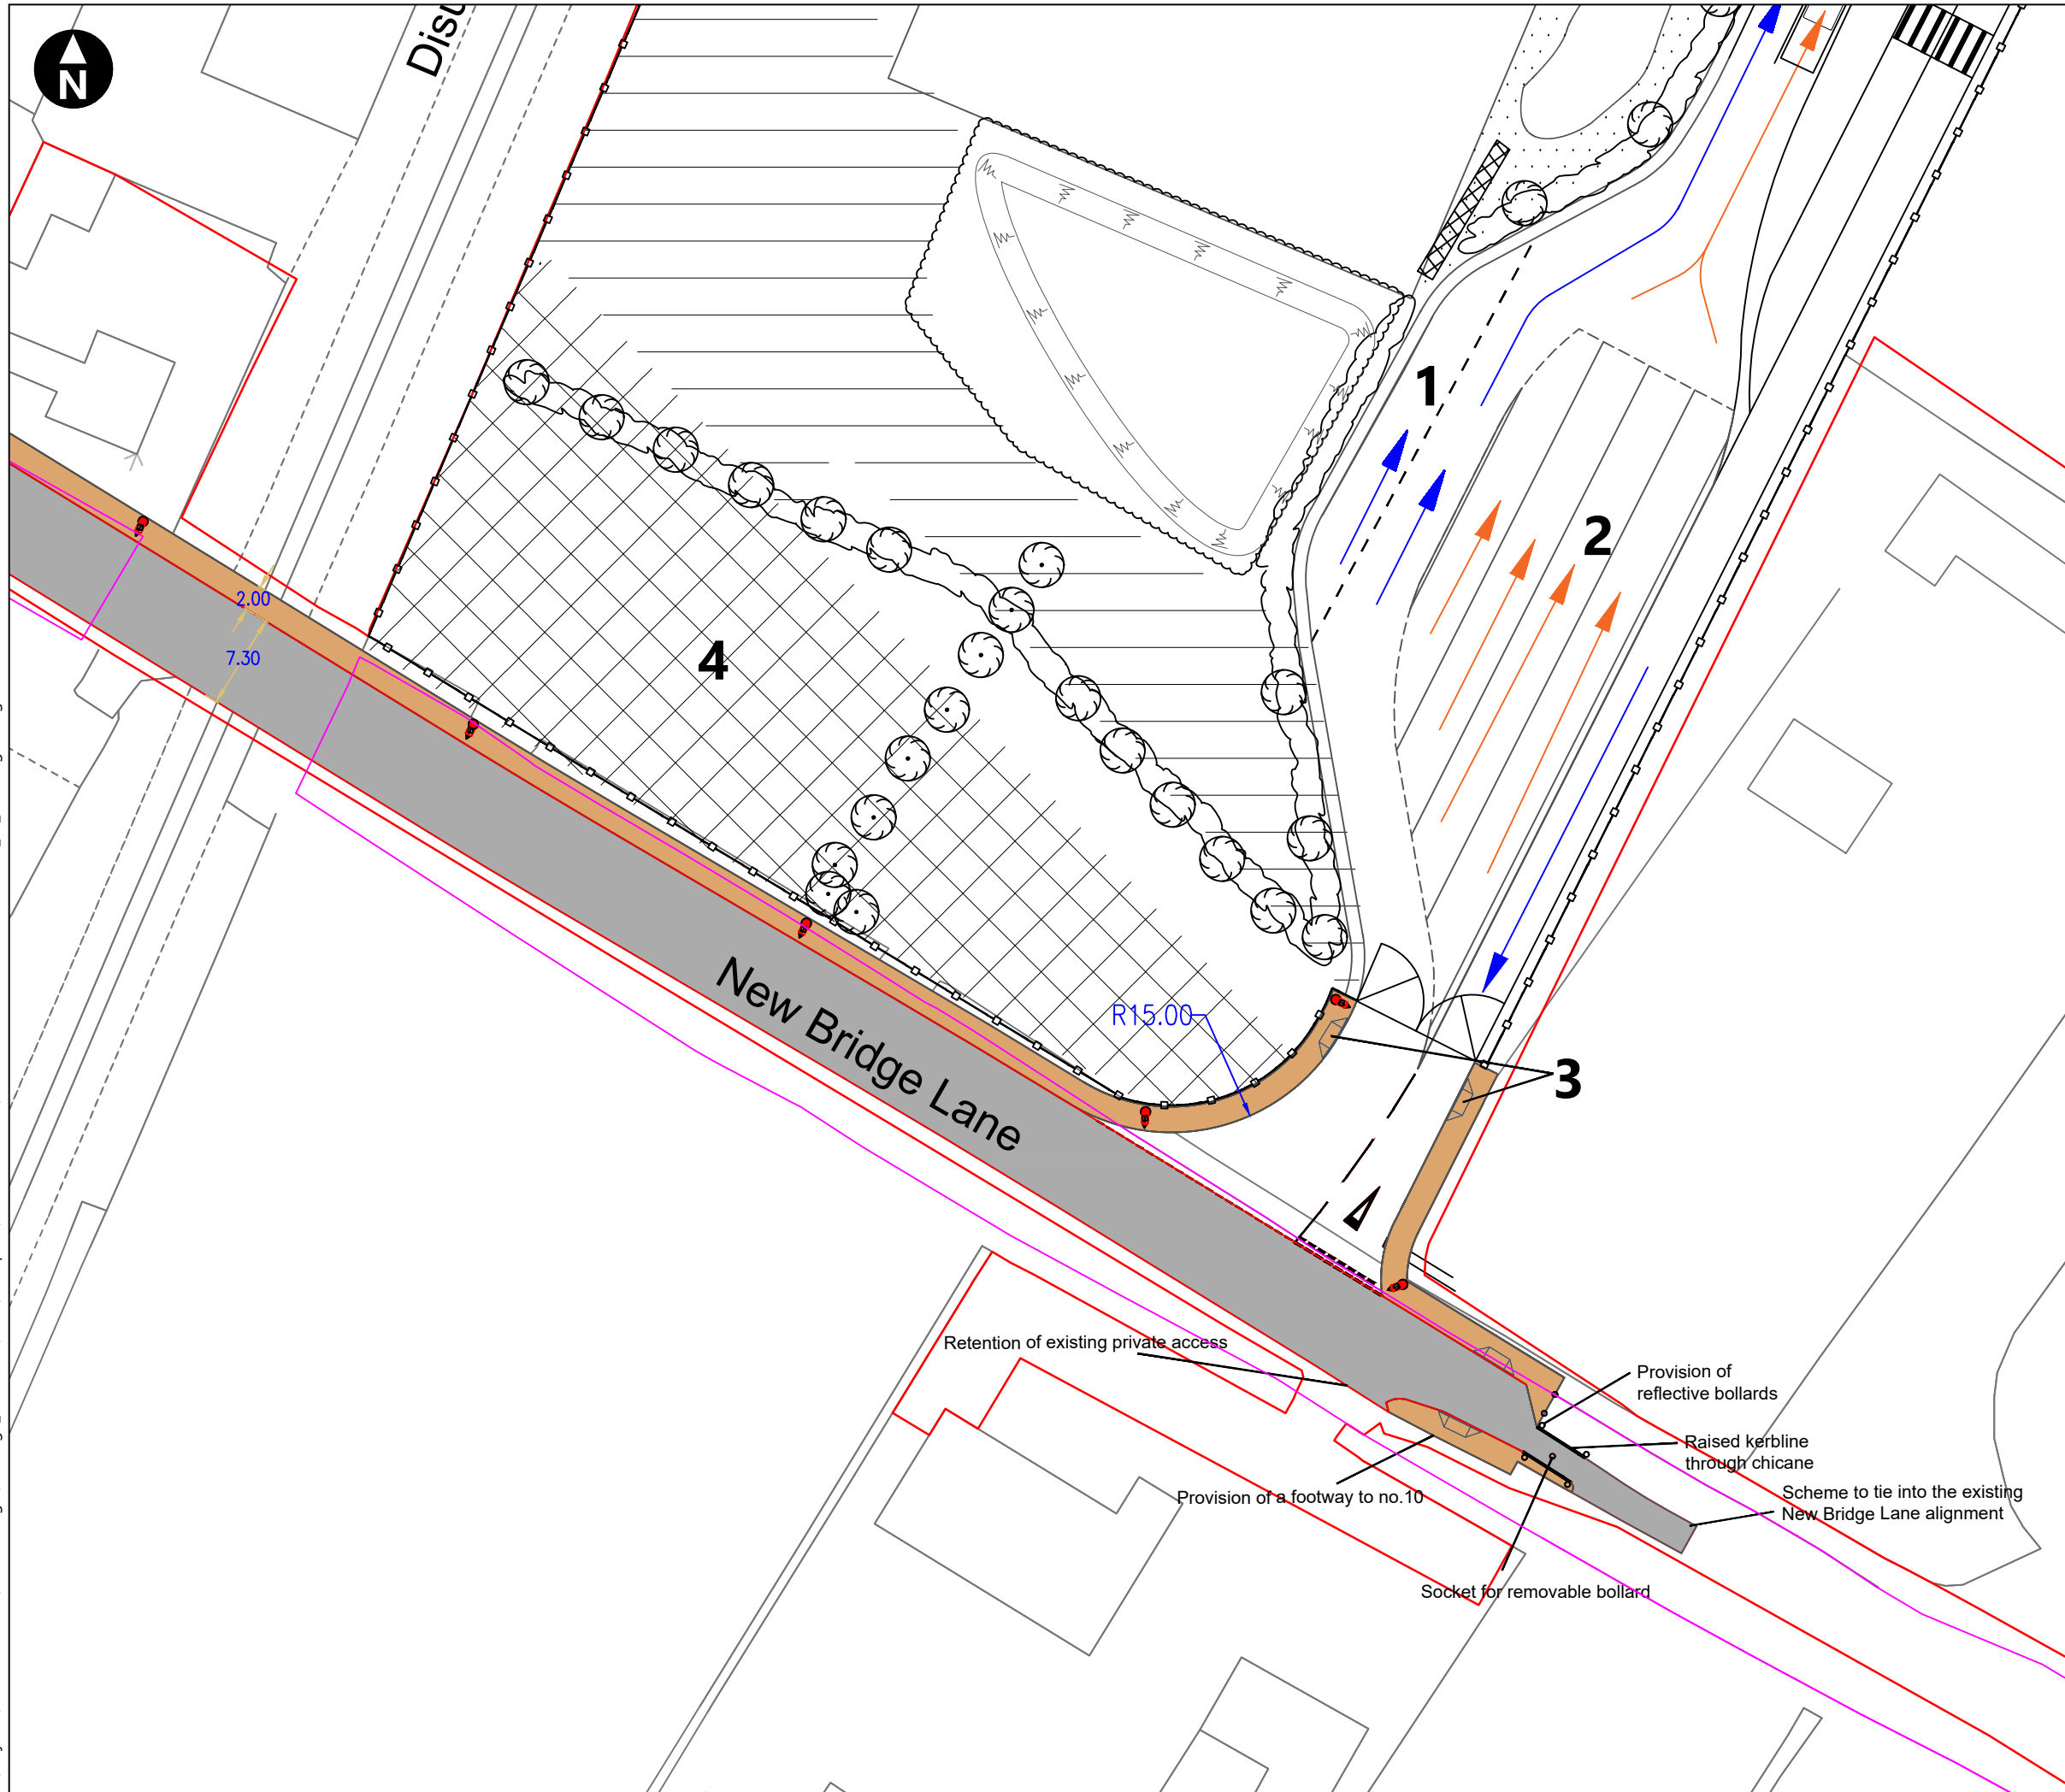 N
Disu
1
2
2.00
7.30
4
R15.00
New Bridge Lane
3
Retention of existing private access
Provision of
reflective bollards
Raised kerbline
through chicane
Provision of a footway to no.10
Scheme to tie into the existing
New Bridge Lane alignment
Socket for removable bollard